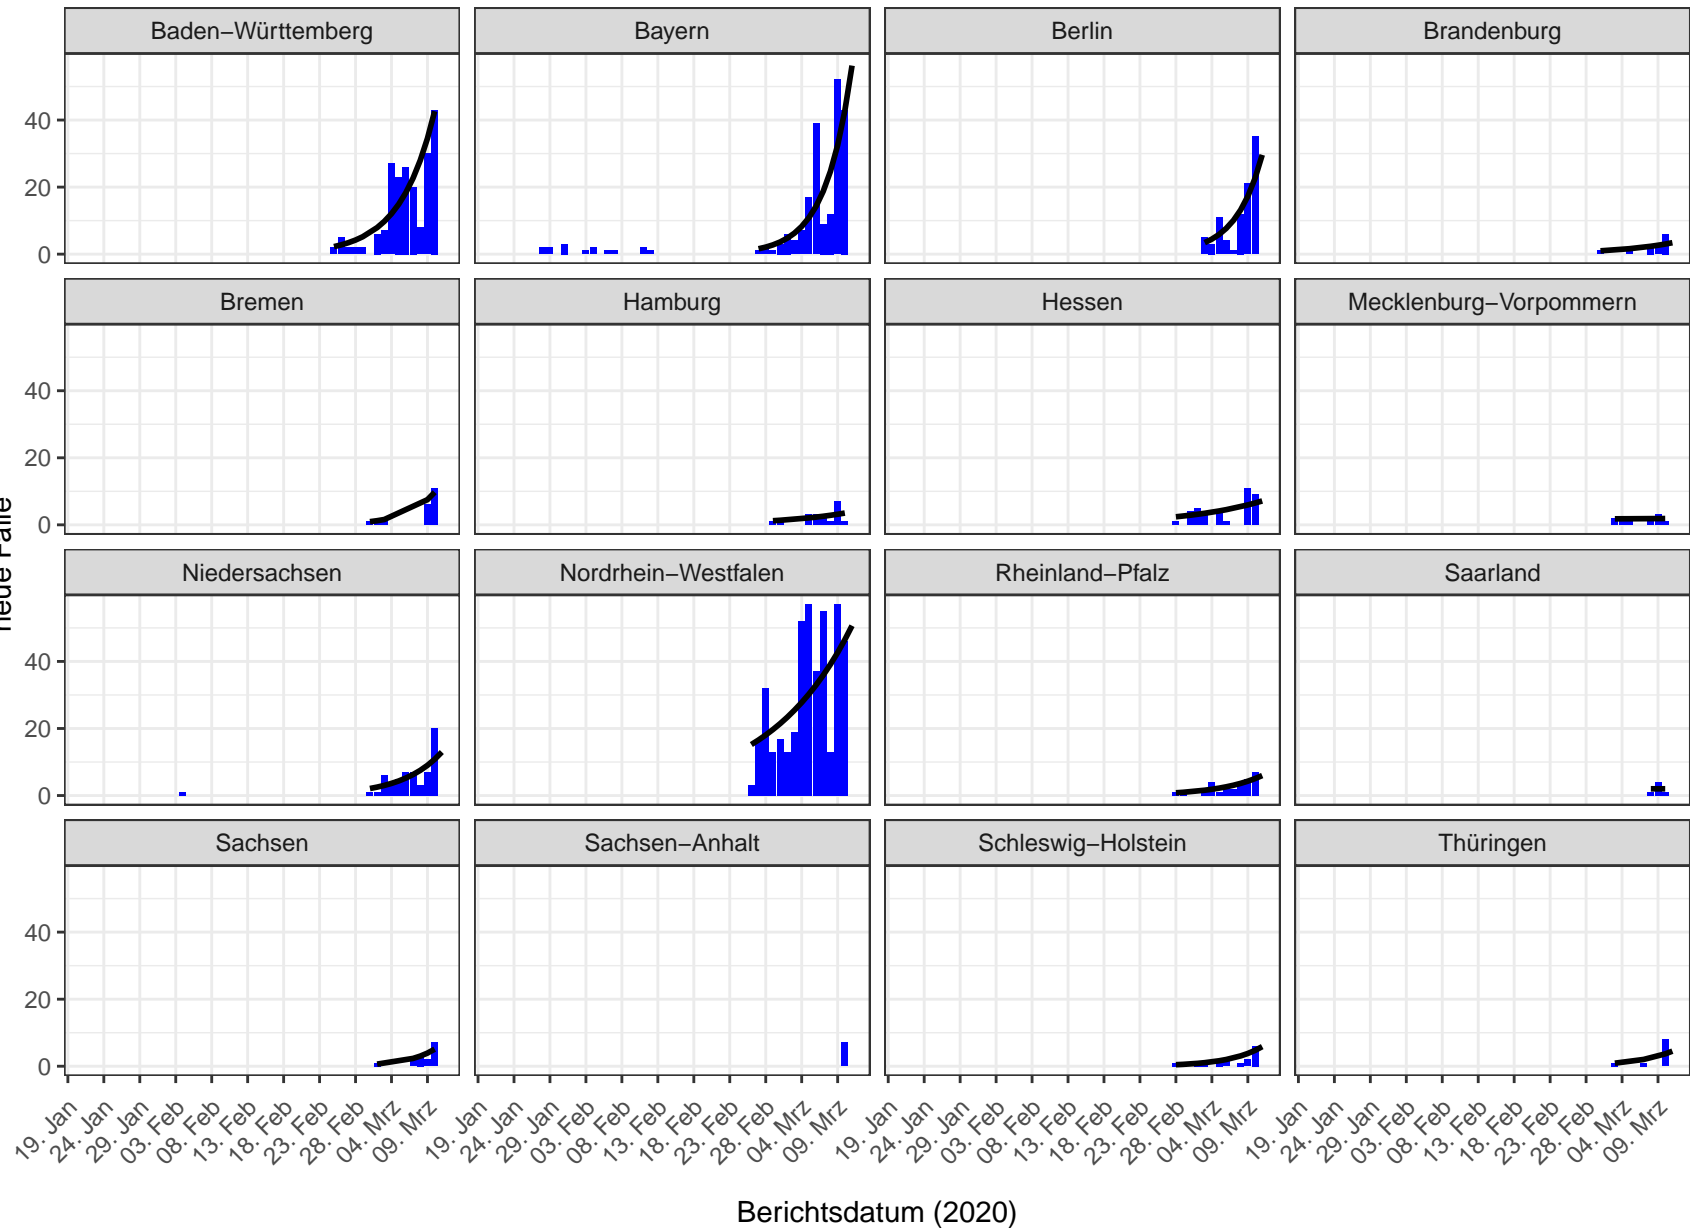 Baden−Württemberg Bayern Berlin Brandenburg
40
20
0
Bremen Hamburg Hessen Mecklenburg−Vorpommern
40
20
0
Niedersachsen Nordrhein−Westfalen Rheinland−Pfalz Saarland
40
20
0
Sachsen Sachsen−Anhalt Schleswig−Holstein Thüringen
40
20
0
neue Fälle
19. Jan 24. Jan 29. Jan 03. Feb 08. Feb 13. Feb 18. Feb 23. Feb 28. Feb 04. Mrz 09. Mrz 19. Jan 24. Jan 29. Jan 03. Feb 08. Feb 13. Feb 18. Feb 23. Feb 28. Feb 04. Mrz 09. Mrz 19. Jan 24. Jan 29. Jan 03. Feb 08. Feb 13. Feb 18. Feb 23. Feb 28. Feb 04. Mrz 09. Mrz 19. Jan 24. Jan 29. Jan 03. Feb 08. Feb 13. Feb 18. Feb 23. Feb 28. Feb 04. Mrz 09. Mrz
Berichtsdatum (2020)